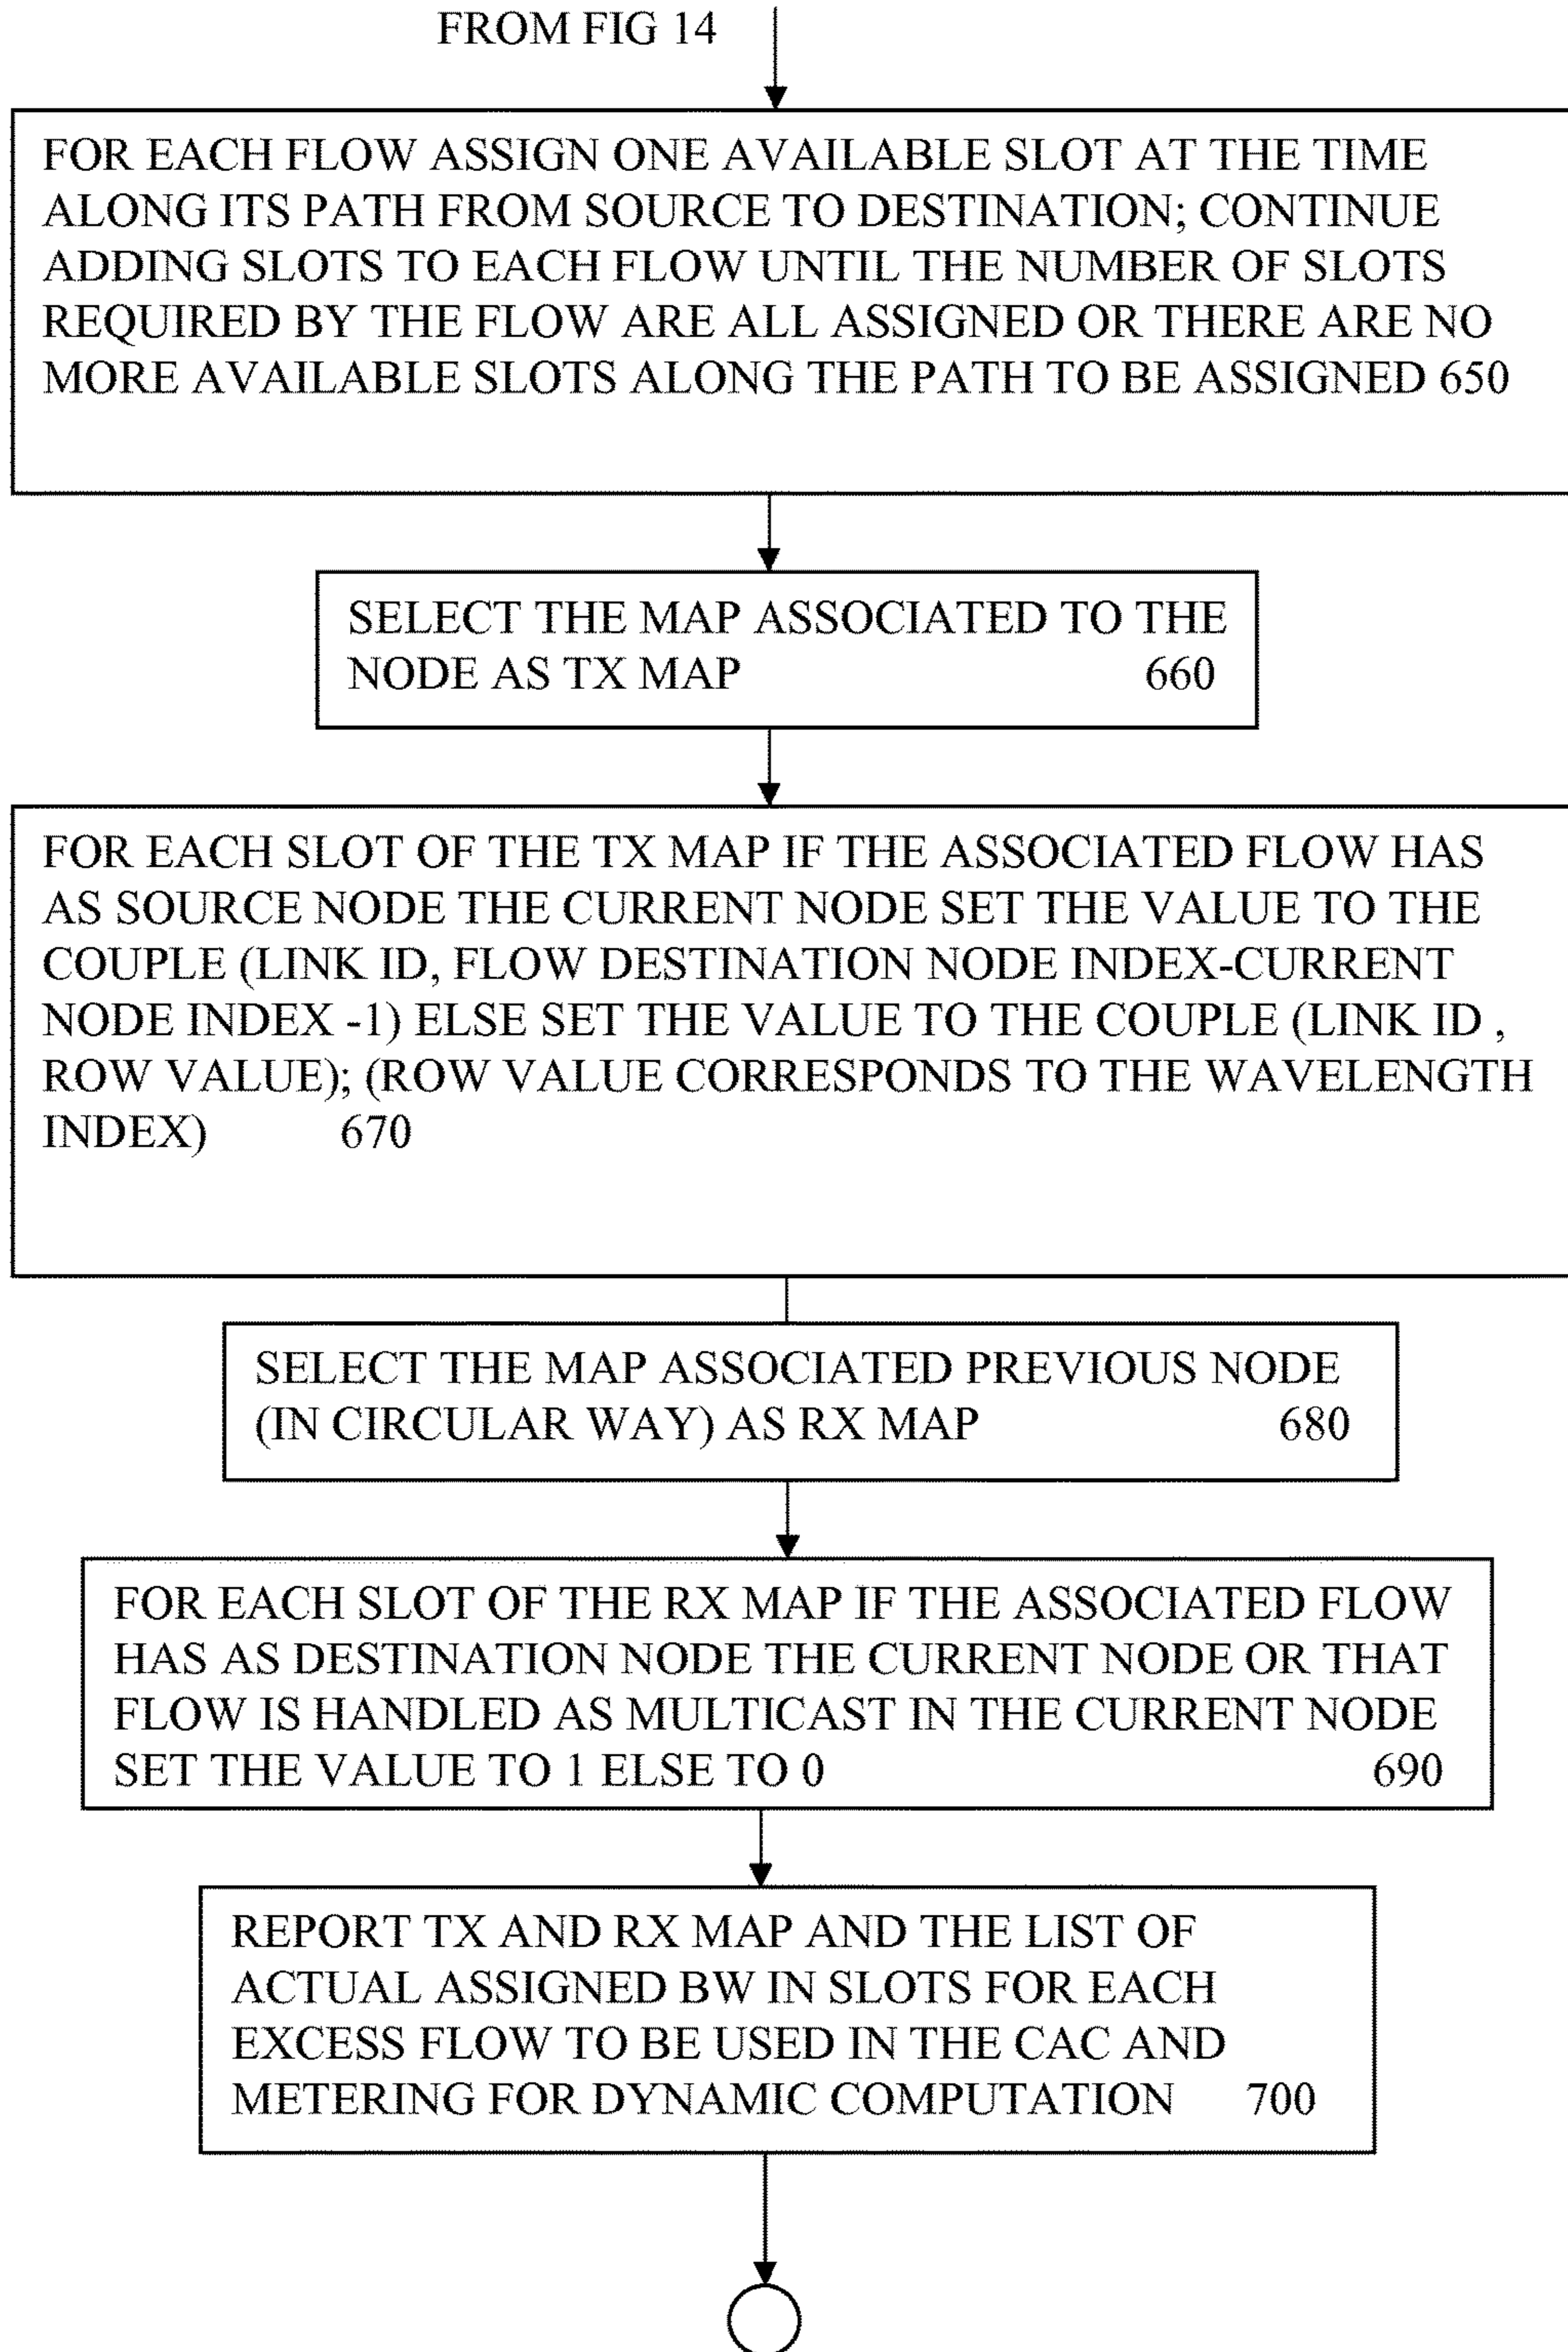 FROM FIG 14
FOR EACH FLOW ASSIGN ONE AVAILABLE SLOT AT THE TIME
ALONG ITS PATH FROM SOURCE TO DESTINATION; CONTINUE
ADDING SLOTS TO EACH FLOW UNTIL THE NUMBER OF SLOTS
REQUIRED BY THE FLOW ARE ALL ASSIGNED OR THERE ARE NO
MORE AVAILABLE SLOTS ALONG THE PATH TO BE ASSIGNED 650
SELECT THE MAP ASSOCIATED TO THE
NODE AS TX MAP 660
FOR EACH SLOT OF THE TX MAP IF THE ASSOCIATED FLOW HAS
AS SOURCE NODE THE CURRENT NODE SET THE VALUE TO THE
COUPLE (LINK ID, FLOW DESTINATION NODE INDEX-CURRENT
NODE INDEX -1) ELSE SET THE VALUE TO THE COUPLE (LINK ID ,
ROW VALUE); (ROW VALUE CORRESPONDS TO THE WAVELENGTH
INDEX) 670
SELECT THE MAP ASSOCIATED PREVIOUS NODE
(IN CIRCULAR WAY) AS RX MAP 680
FOR EACH SLOT OF THE RX MAP IF THE ASSOCIATED FLOW
HAS AS DESTINATION NODE THE CURRENT NODE OR THAT
FLOW IS HANDLED AS MULTICAST IN THE CURRENT NODE
SET THE VALUE TO 1 ELSE TO 0 690
REPORT TX AND RX MAP AND THE LIST OF
ACTUAL ASSIGNED BW IN SLOTS FOR EACH
EXCESS FLOW TO BE USED IN THE CAC AND
METERING FOR DYNAMIC COMPUTATION 700